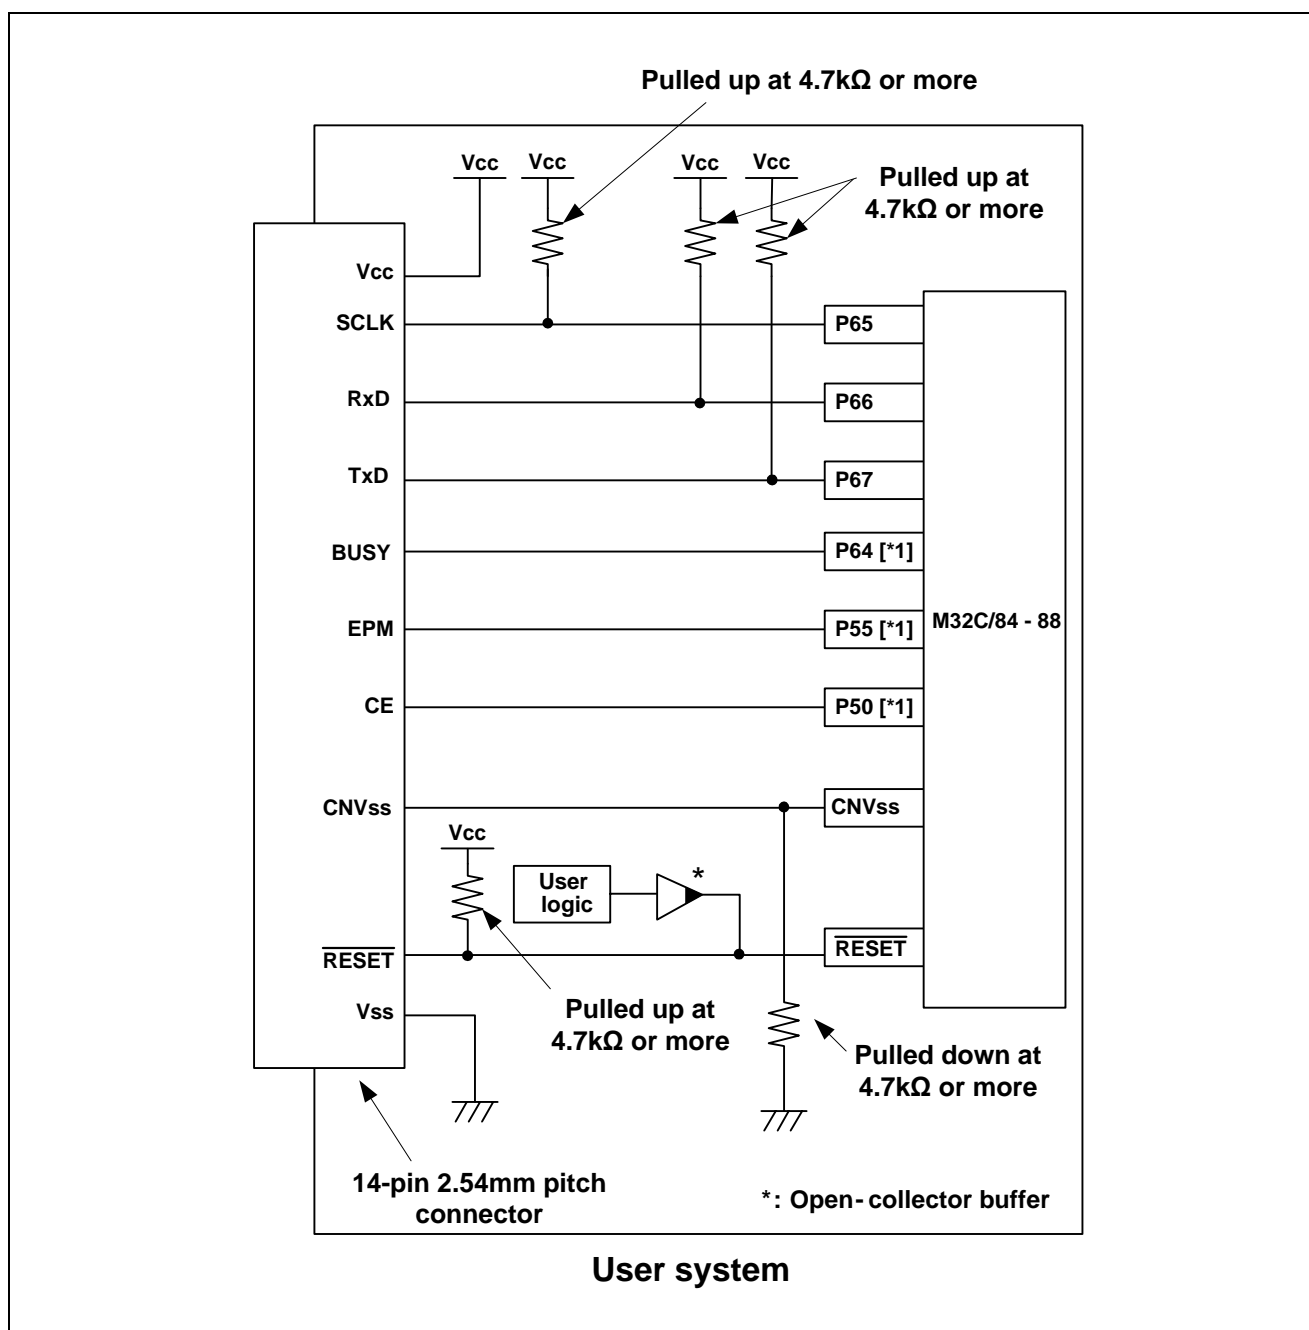 Pulled up at 4.7kΩ or more
Vcc
Vcc
Vcc
Vcc
Pulled up at
4.7kΩ or more
Vcc
SCLK
P65
RxD
P66
TxD
P67
BUSY
P64 [*1]
EPM
P55 [*1]
M32C/84 - 88
CE
P50 [*1]
CNVss
CNVss
Vcc
User
logic
*
RESET
RESET
Vss
Pulled up at
4.7kΩ or more
Pulled down at
4.7kΩ or more
14-pin 2.54mm pitch
connector
*: Open-collector buffer
User system